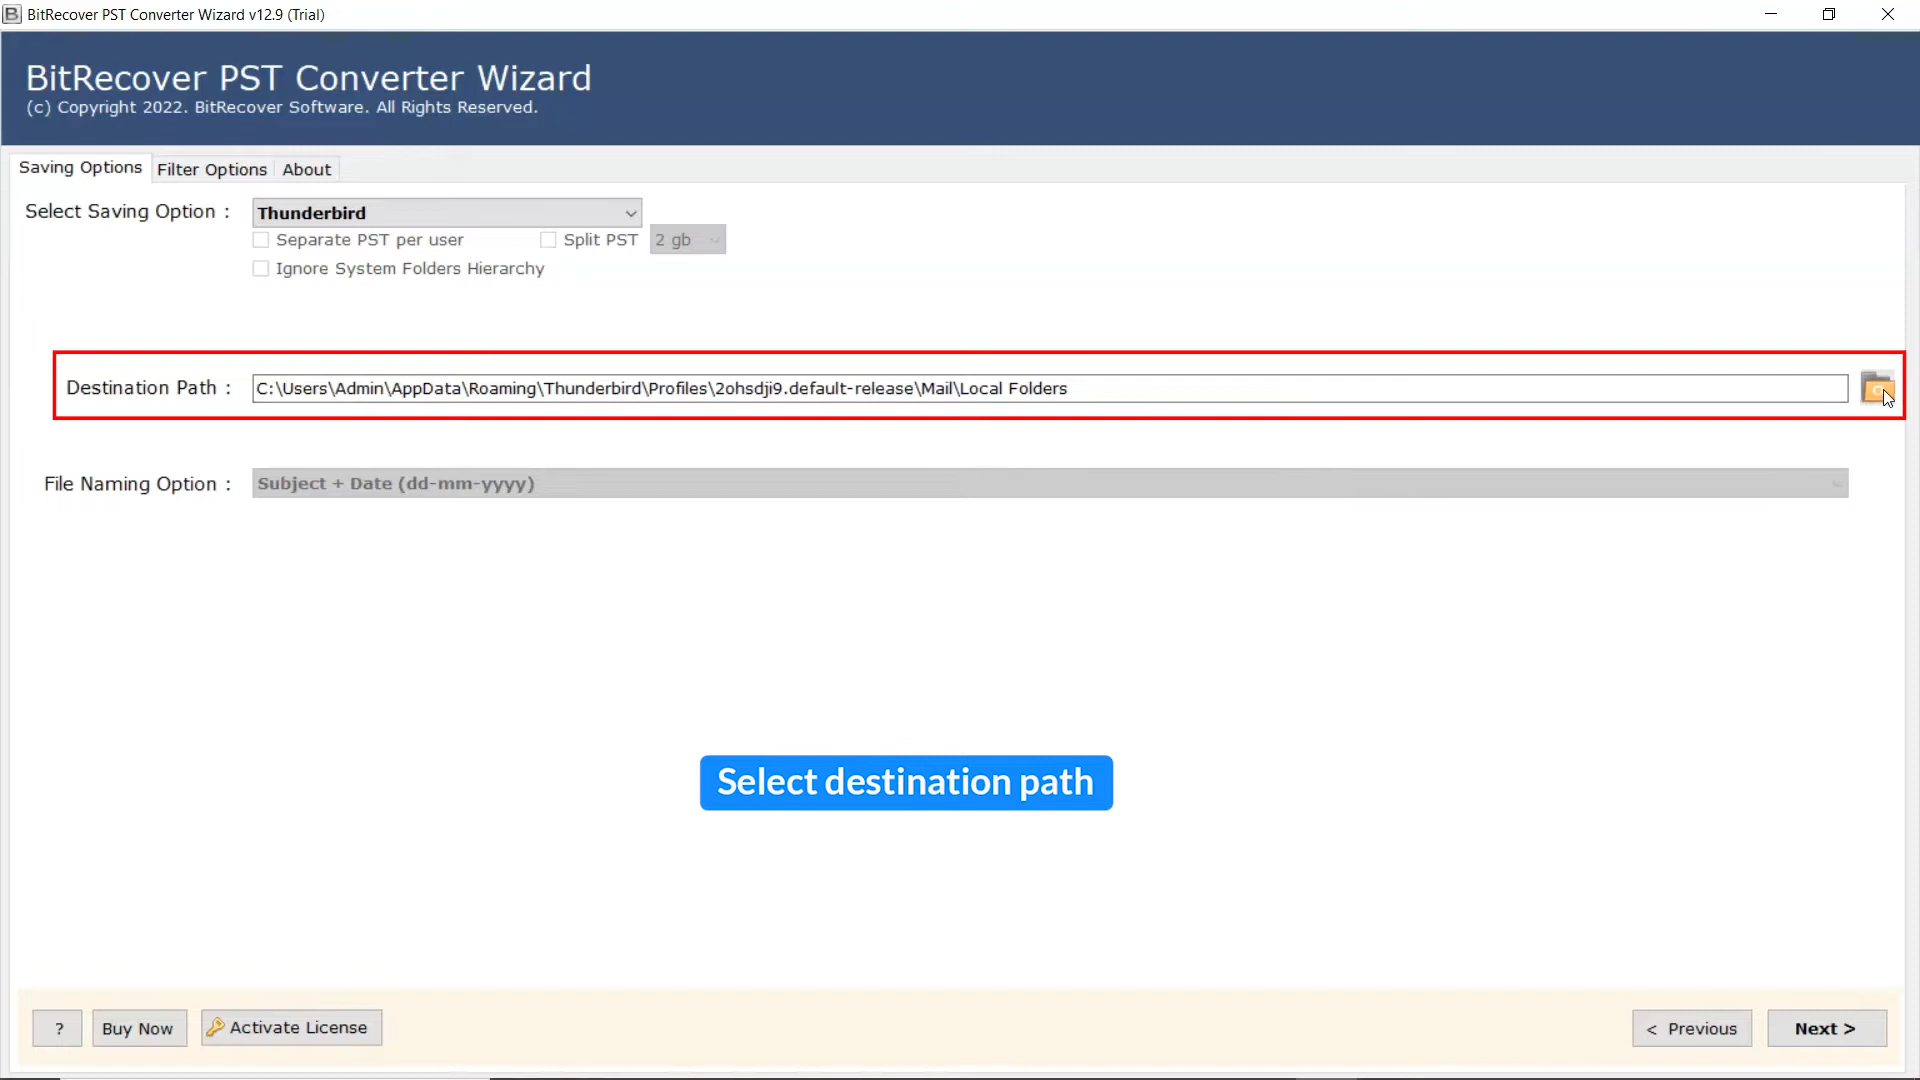 BitRecover PST Converter Wizard v12.9 (Trial)
BitRecover PST Converter Wizard
(c) Copyright 2022. BitRecover Software. All Rights Reserved.
Saving Options Filter Options About
Select Saving Option : Thunderbird
Separate PST per user Split PST 2 gb
Ignore System Folders Hierarchy
Destination Path : C:\Users\Admin\AppData\Roaming\Thunderbird\Profiles\2ohsdji9.default-release\Mail\Local Folders
File Naming Option : Subject + Date (dd-mm-yyyy)
Select destination path
? Buy Now Activate License < Previous Next >